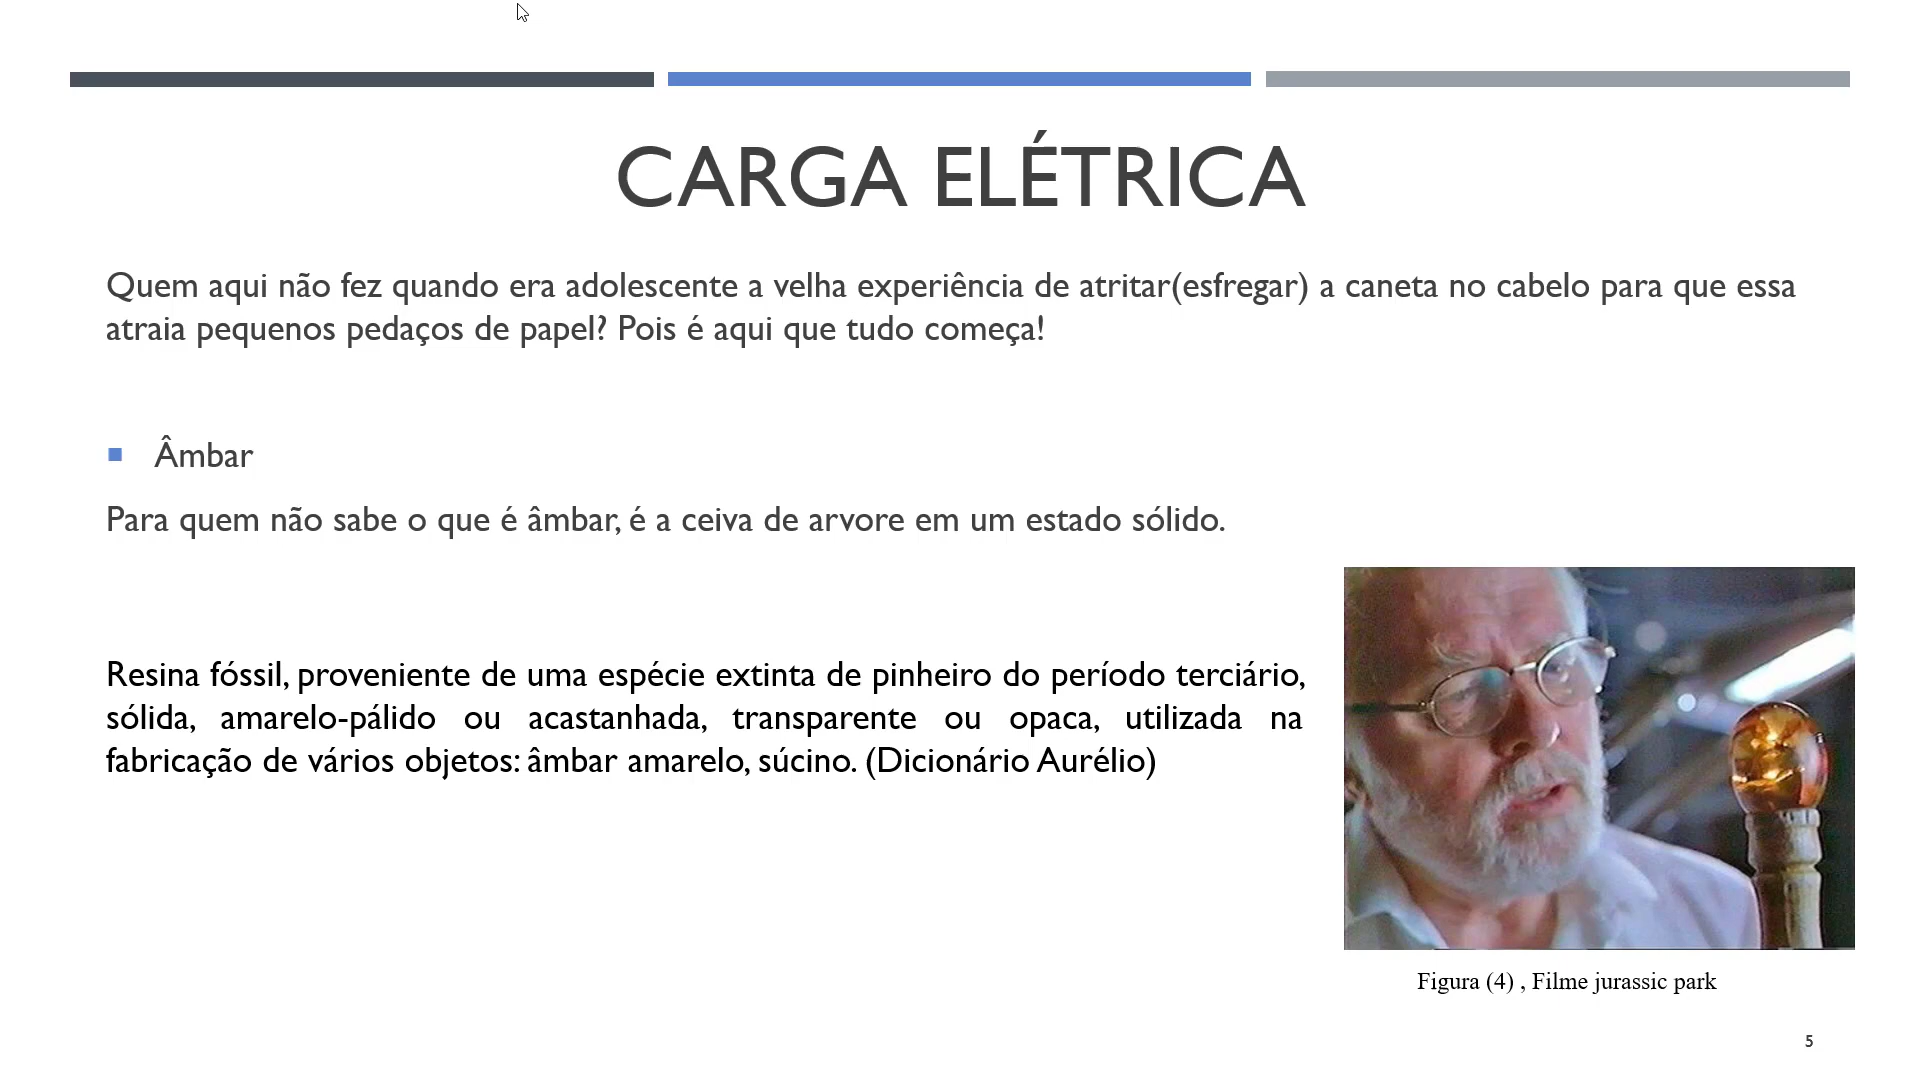 CARGA ELÉTRICA
Quem aqui não fez quando era adolescente a velha experiência de atritar(esfregar) a caneta no cabelo para que essa
atraia pequenos pedaços de papel? Pois é aqui que tudo começa!
Âmbar
Para quem não sabe o que é âmbar, é a ceiva de arvore em um estado sólido.
Resina fóssil, proveniente de uma espécie extinta de pinheiro do período terciário,
sólida, amarelo-pálido ou acastanhada, transparente ou opaca, utilizada na
fabricação de vários objetos: âmbar amarelo, súcino. (Dicionário Aurélio)
Figura (4) , Filme jurassic park
5